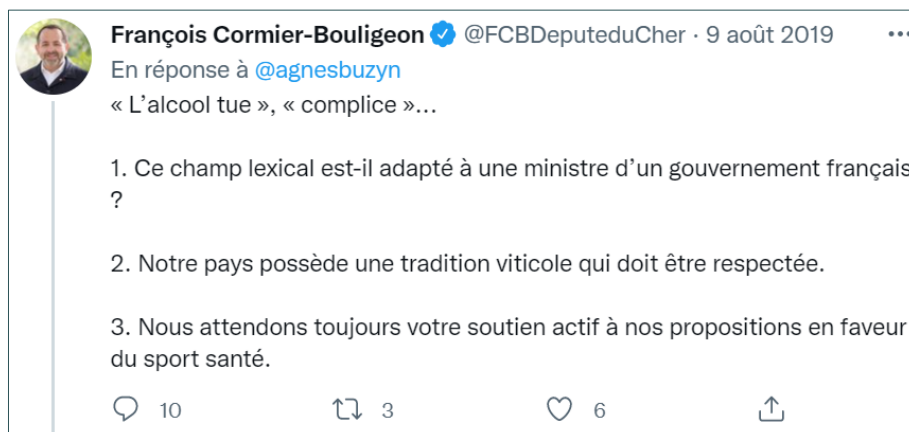 François Cormier-Bouligeon @FCBDeputeduCher · 9 août 2019 ...
En réponse à @agnesbuzyn
« L’alcool tue », « complice »...
1. Ce champ lexical est-il adapté à une ministre d’un gouvernement français
?
2. Notre pays possède une tradition viticole qui doit être respectée.
3. Nous attendons toujours votre soutien actif à nos propositions en faveur
du sport santé.
10 3 6